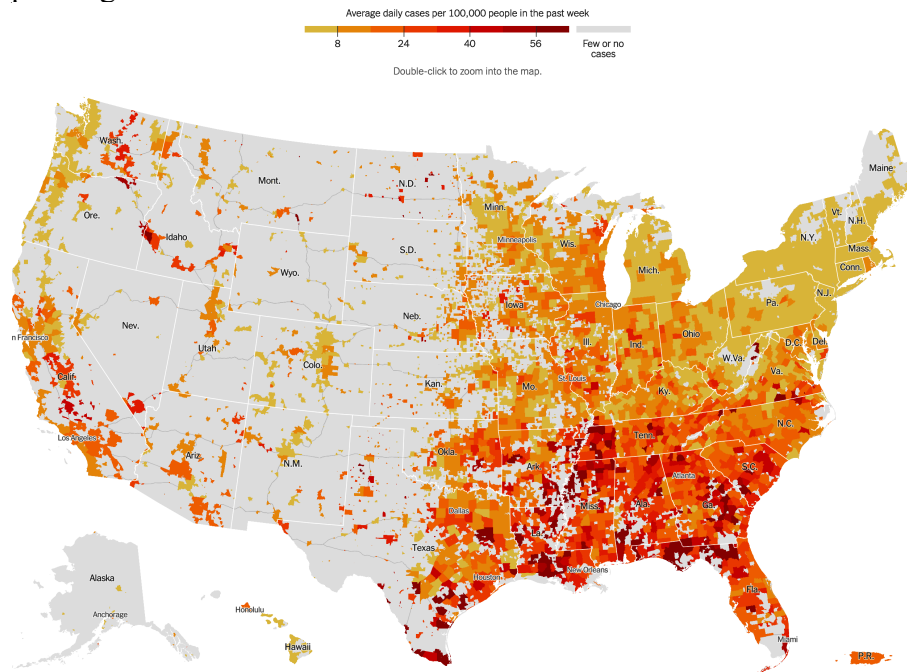 Average daily cases per 100,000 people in the past week
8 24 40 56 Few or no
cases
Double-click to zoom into the map.
Wash.
Mont.
N.D.
Minn.
Maine
Ore.
Idaho
S.D.
Minneapolis
Wis.
Vt.
N.H.
N.Y.
Mass.
Wyo.
Mich.
Conn.
Iowa
Chicago
Pa.
N.J.
Nev.
Neb.
n Francisco
Utah
Colo.
Ill.
Ind.
Ohio
D.C.
Del.
W.Va.
Va.
Calif.
Kan.
Mo
St. Louis
Ky.
Los Angeles
Ariz
N.M.
Okla.
Ark.
Tenn.
N.C.
S.C.
Atlanta
Dallas
Miss.
Ala.
Ga.
La.
Texas
Houston
New Orleans
Alaska
Anchorage
Honolulu
Hawaii
Fla.
Miami
P.R.